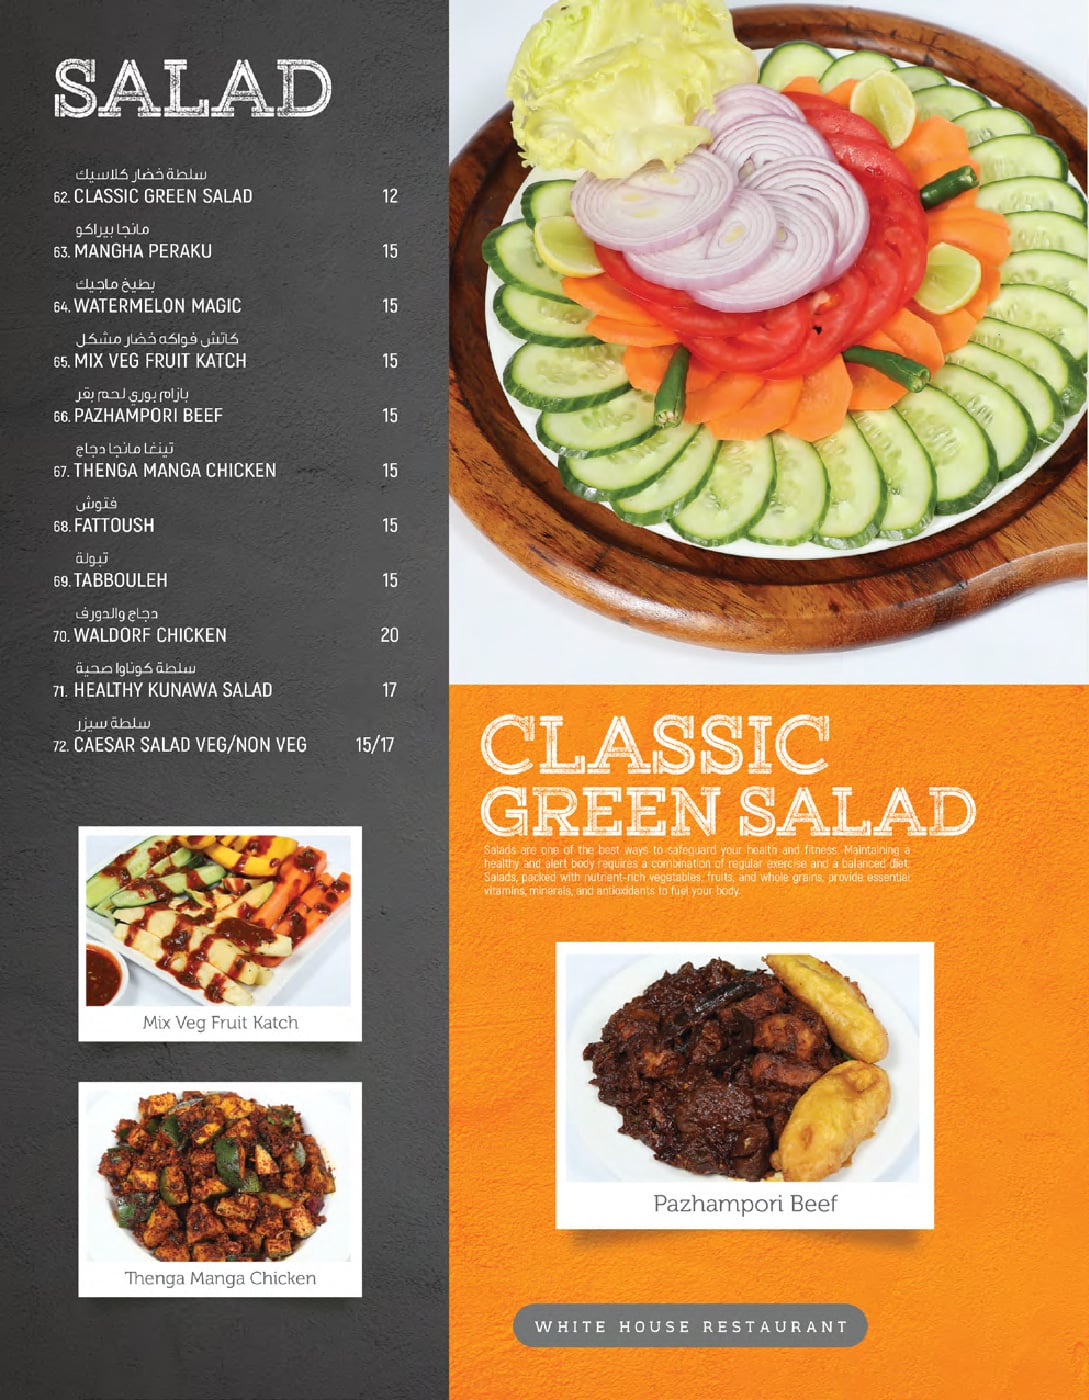 SALAD
سلطة خضار كلاسيك
62. CLASSIC GREEN SALAD 12
مانجا بيراكو
63. MANGHA PERAKU 15
بطيخ ماجيك
64. WATERMELON MAGIC 15
كاتش فواكه خضار مشكل
65. MIX VEG FRUIT KATCH 15
بازام بوري لحم بقر
66. PAZHAMPORI BEEF 15
تينغا مانجا دجاج
67. THENGA MANGA CHICKEN 15
فتوش
68. FATTOUSH 15
تبولة
69. TABBOULEH 15
دجاج والدورف
70. WALDORF CHICKEN 20
سلطة كوناوا صحية
71. HEALTHY KUNAWA SALAD 17
سلطة سيزر
72. CAESAR SALAD VEG/NON VEG 15/17
Mix Veg Fruit Katch
Thenga Manga Chicken
CLASSIC
GREEN SALAD
Salads are one of the best ways to safeguard your health and fitness. Maintaining a
healthy and alert body requires a combination of regular exercise and a balanced diet.
Salads, packed with nutrient-rich vegetables, fruits, and whole grains, provide essential
vitamins, minerals, and antioxidants to fuel your body.
Pazhampori Beef
WHITE HOUSE RESTAURANT